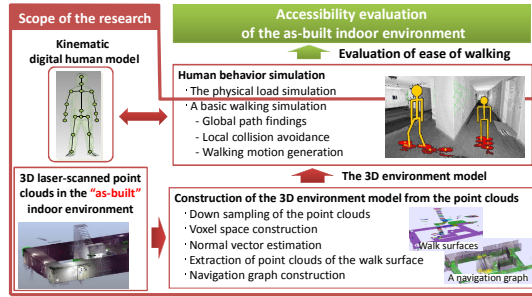 Scope of the research
Accessibility evaluation
of the as-built indoor environment
Kinematic
digital human model
Evaluation of ease of walking
Human behavior simulation
· The physical load simulation
· A basic walking simulation
- Global path findings
- Local collision avoidance
- Walking motion generation
3D laser-scanned point
clouds in the "as-built"
indoor environment
The 3D environment model
Construction of the 3D environment model from the point clouds
· Down sampling of the point clouds
· Voxel space construction
· Normal vector estimation
· Extraction of point clouds of the walk surface
· Navigation graph construction
Walk surfaces
A navigation graph